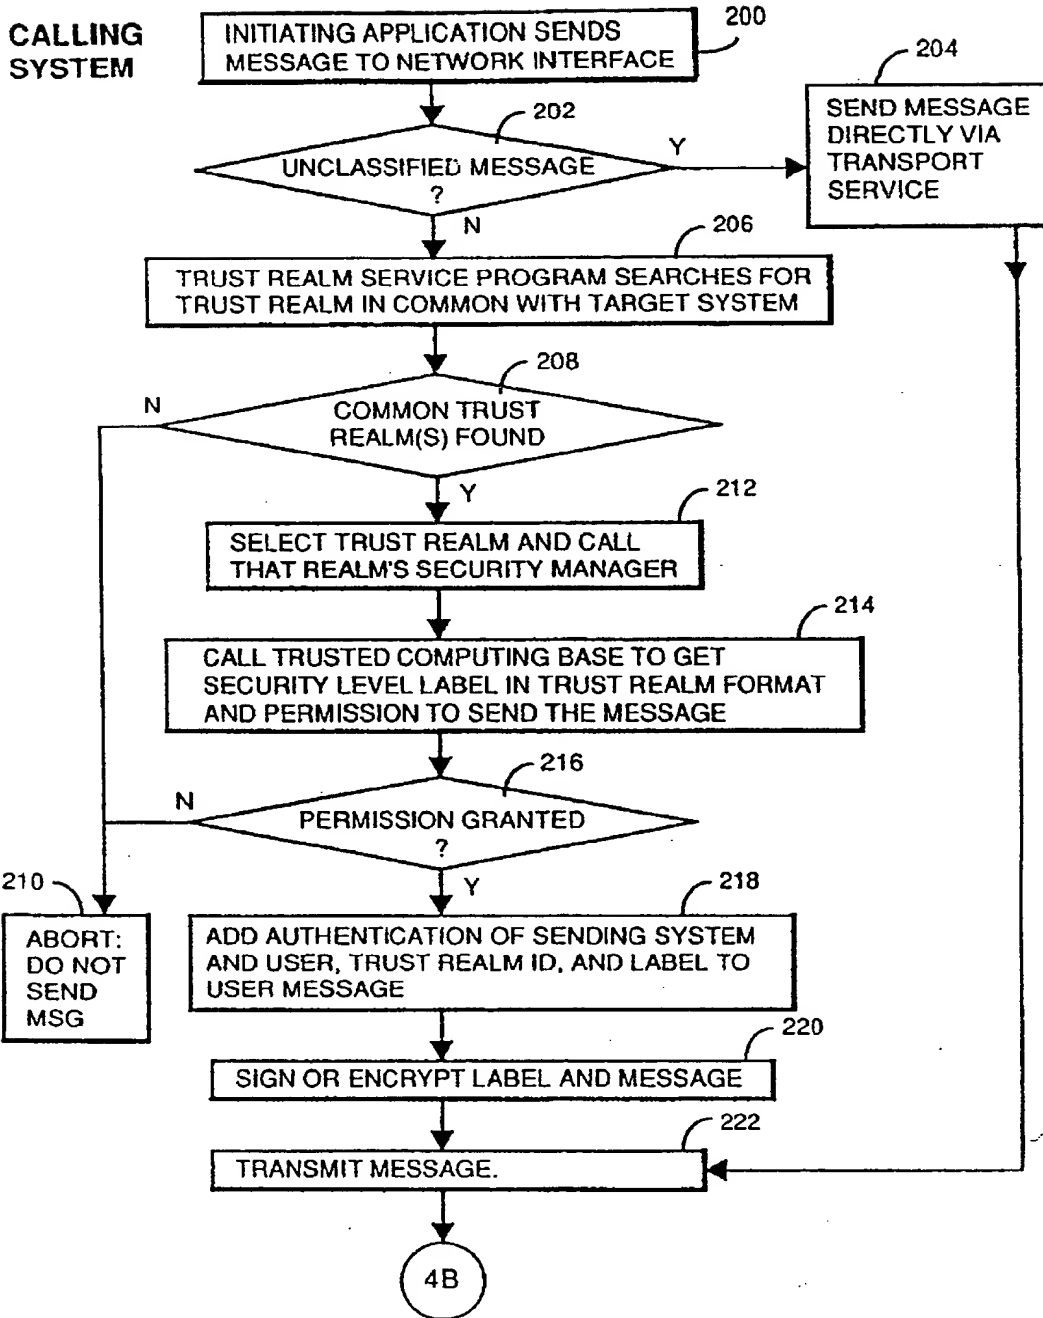 CALLING
SYSTEM
INITIATING APPLICATION SENDS
MESSAGE TO NETWORK INTERFACE
200
202
UNCLASSIFIED MESSAGE
?
Y
N
204
SEND MESSAGE
DIRECTLY VIA
TRANSPORT
SERVICE
206
TRUST REALM SERVICE PROGRAM SEARCHES FOR
TRUST REALM IN COMMON WITH TARGET SYSTEM
208
COMMON TRUST
REALM(S) FOUND
N
Y
212
SELECT TRUST REALM AND CALL
THAT REALM'S SECURITY MANAGER
214
CALL TRUSTED COMPUTING BASE TO GET
SECURITY LEVEL LABEL IN TRUST REALM FORMAT
AND PERMISSION TO SEND THE MESSAGE
216
PERMISSION GRANTED
?
N
Y
210
ABORT:
DO NOT
SEND
MSG
218
ADD AUTHENTICATION OF SENDING SYSTEM
AND USER, TRUST REALM ID, AND LABEL TO
USER MESSAGE
220
SIGN OR ENCRYPT LABEL AND MESSAGE
222
TRANSMIT MESSAGE.
4B